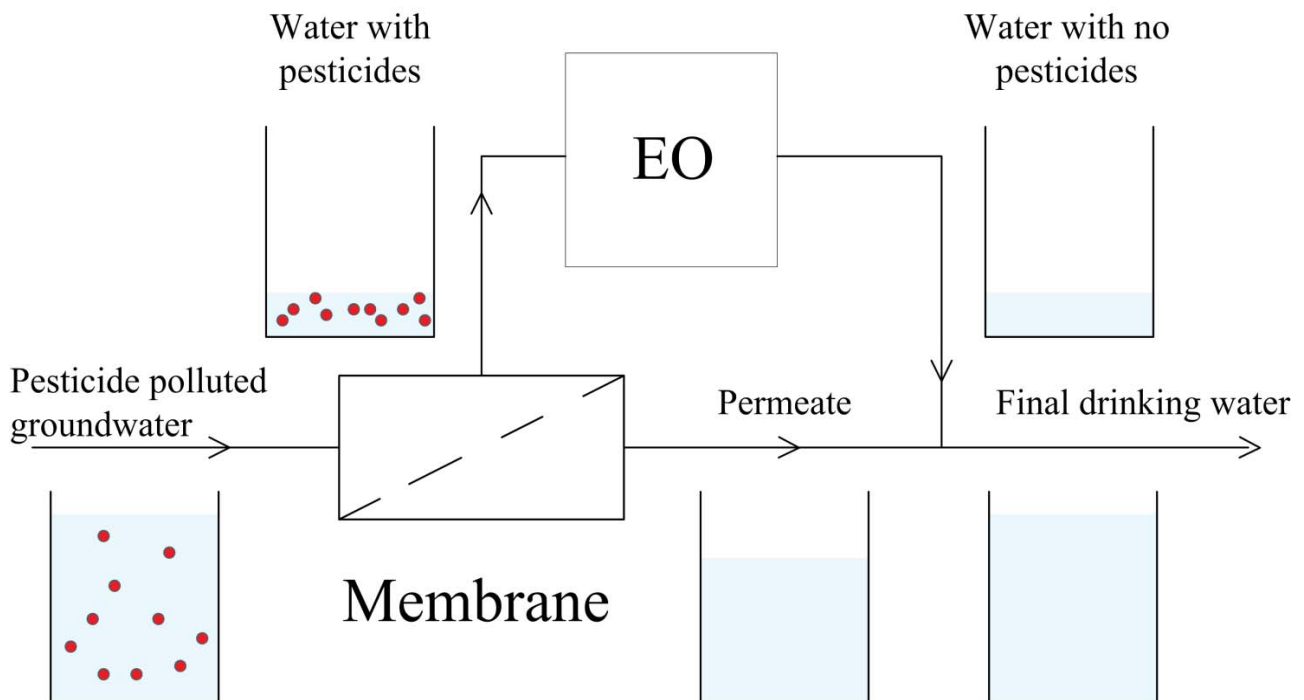 Water with
pesticides
EO
Water with no
pesticides
Pesticide polluted
groundwater
Permeate
Final drinking water
Membrane